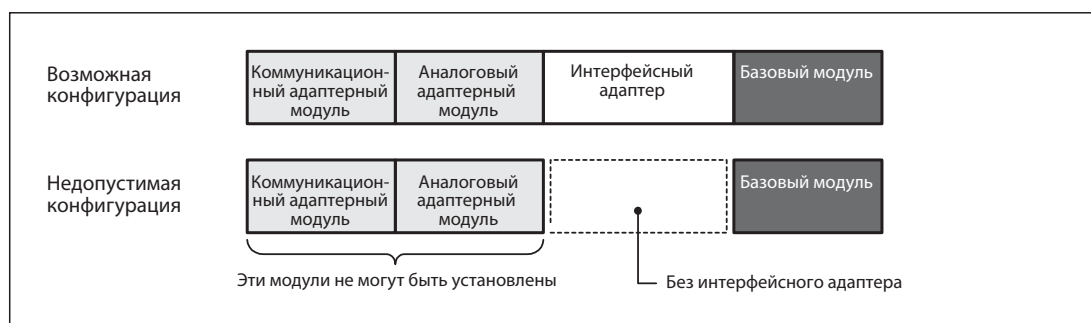 Возможная
конфигурация
Коммуникацион-
ный адаптерный
модуль
Аналоговый
адаптерный
модуль
Интерфейсный
адаптер
Базовый модуль
Недопустимая
конфигурация
Коммуникацион-
ный адаптерный
модуль
Аналоговый
адаптерный
модуль
Базовый модуль
Эти модули не могут быть установлены
Без интерфейсного адаптера